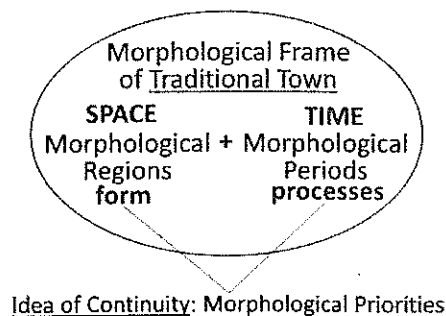 Morphological Frame
of Traditional Town
SPACE TIME
Morphological + Morphological
Regions Periods
form processes
Idea of Continuity: Morphological Priorities